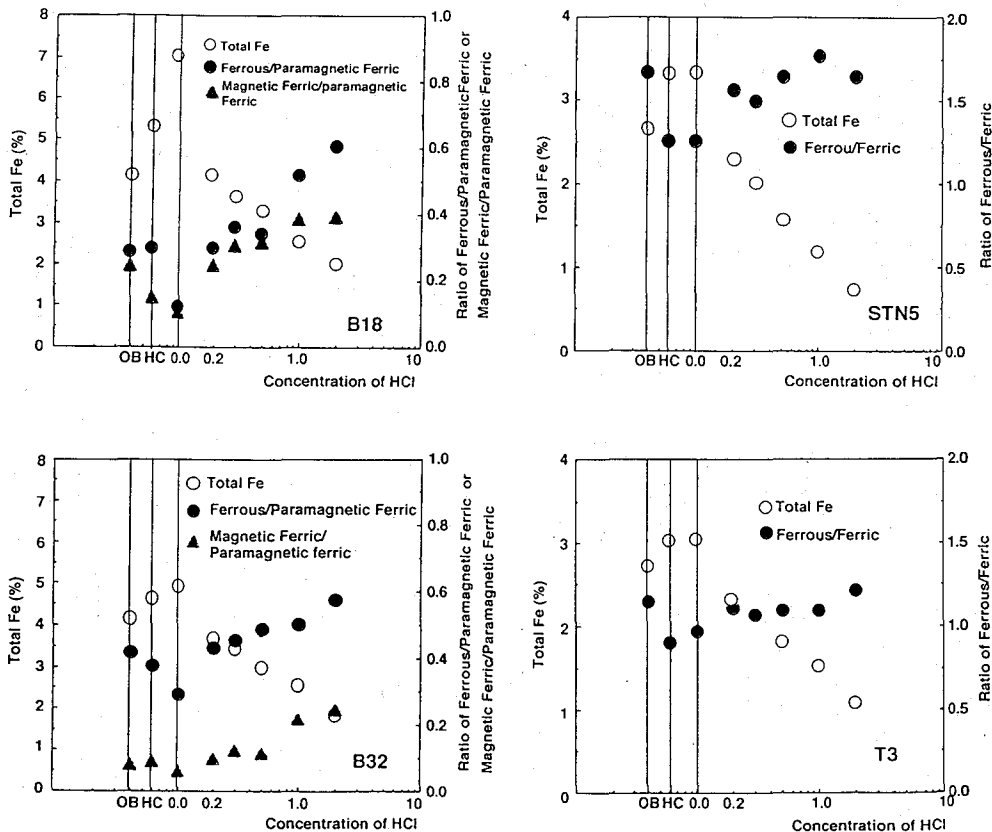 8
7
6
5
4
3
2
1
0
Total Fe (%)
Total Fe
Ferrous/Paramagnetic Ferric
Magnetic Ferric/paramagnetic
Ferric
B18
1.0
0.8
0.6
0.4
0.2
0.0
Ratio of Ferrous/Paramagnetic Ferric or
Magnetic Ferric/Paramagnetic Ferric
OB HC 0.0 0.2 1.0 10
Concentration of HCl
4
3
2
1
0
Total Fe (%)
Total Fe
Ferrou/Ferric
STN5
2.0
1.5
1.0
0.5
0.0
Ratio of Ferrous/Ferric
OB HC 0.0 0.2 1.0 10
Concentration of HCl
8
7
6
5
4
3
2
1
0
Total Fe (%)
Total Fe
Ferrous/Paramagnetic Ferric
Magnetic Ferric/
Paramagnetic ferric
B32
1.0
0.8
0.6
0.4
0.2
0.0
Ratio of Ferrous/Paramagnetic Ferric or
Magnetic Ferric/Paramagnetic Ferric
OB HC 0.0 0.2 1.0 10
Concentration of HCl
4
3
2
1
0
Total Fe (%)
Total Fe
Ferrous/Ferric
T3
2.0
1.5
1.0
0.5
0.0
Ratio of Ferrous/Ferric
OB HC 0.0 0.2 1.0 10
Concentration of HCl